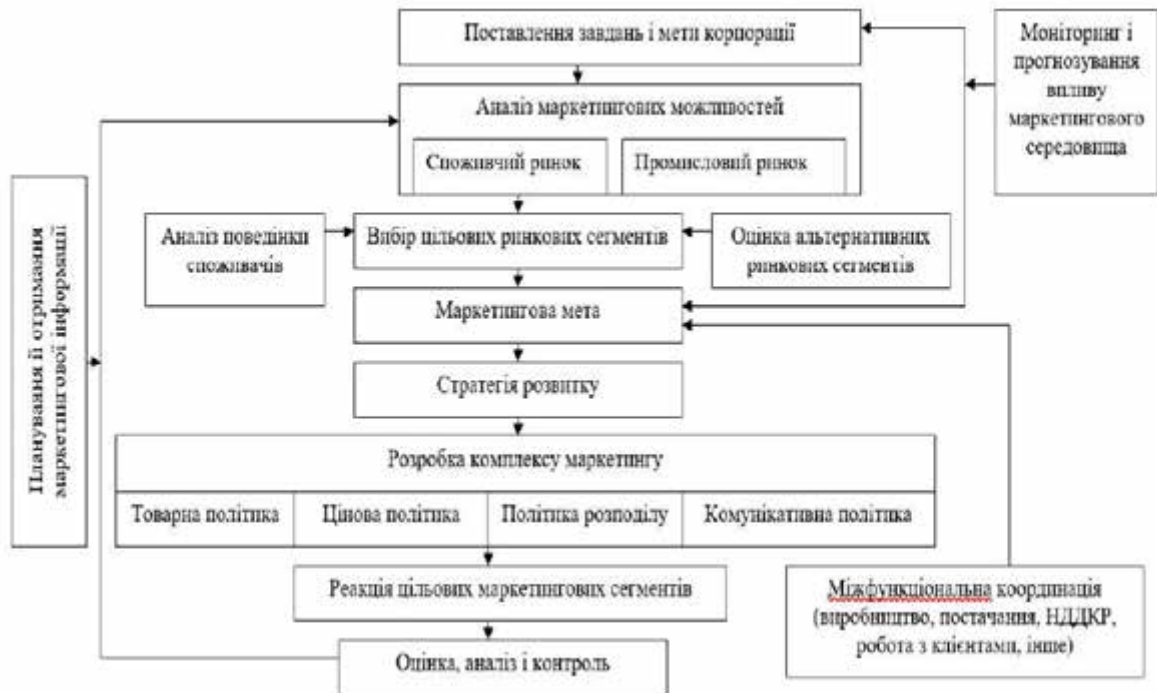 Поставлення завдань і мети корпорації
Моніторинг і
прогнозування
впливу
маркетингового
середовища
Аналіз маркетингових можливостей
Споживчий ринок
Промисловий ринок
Планування й отримання
маркетингової інформації
Аналіз поведінки
споживачів
Вибір цільових ринкових сегментів
Оцінка альтернативних
ринкових сегментів
Маркетингова мета
Стратегія розвитку
Розробка комплексу маркетингу
Товарна політика
Цінова політика
Політика розподілу
Комунікативна політика
Реакція цільових маркетингових сегментів
Міжфункціональна координація
(виробництво, постачання, НДДКР,
робота з клієнтами, інше)
Оцінка, аналіз і контроль